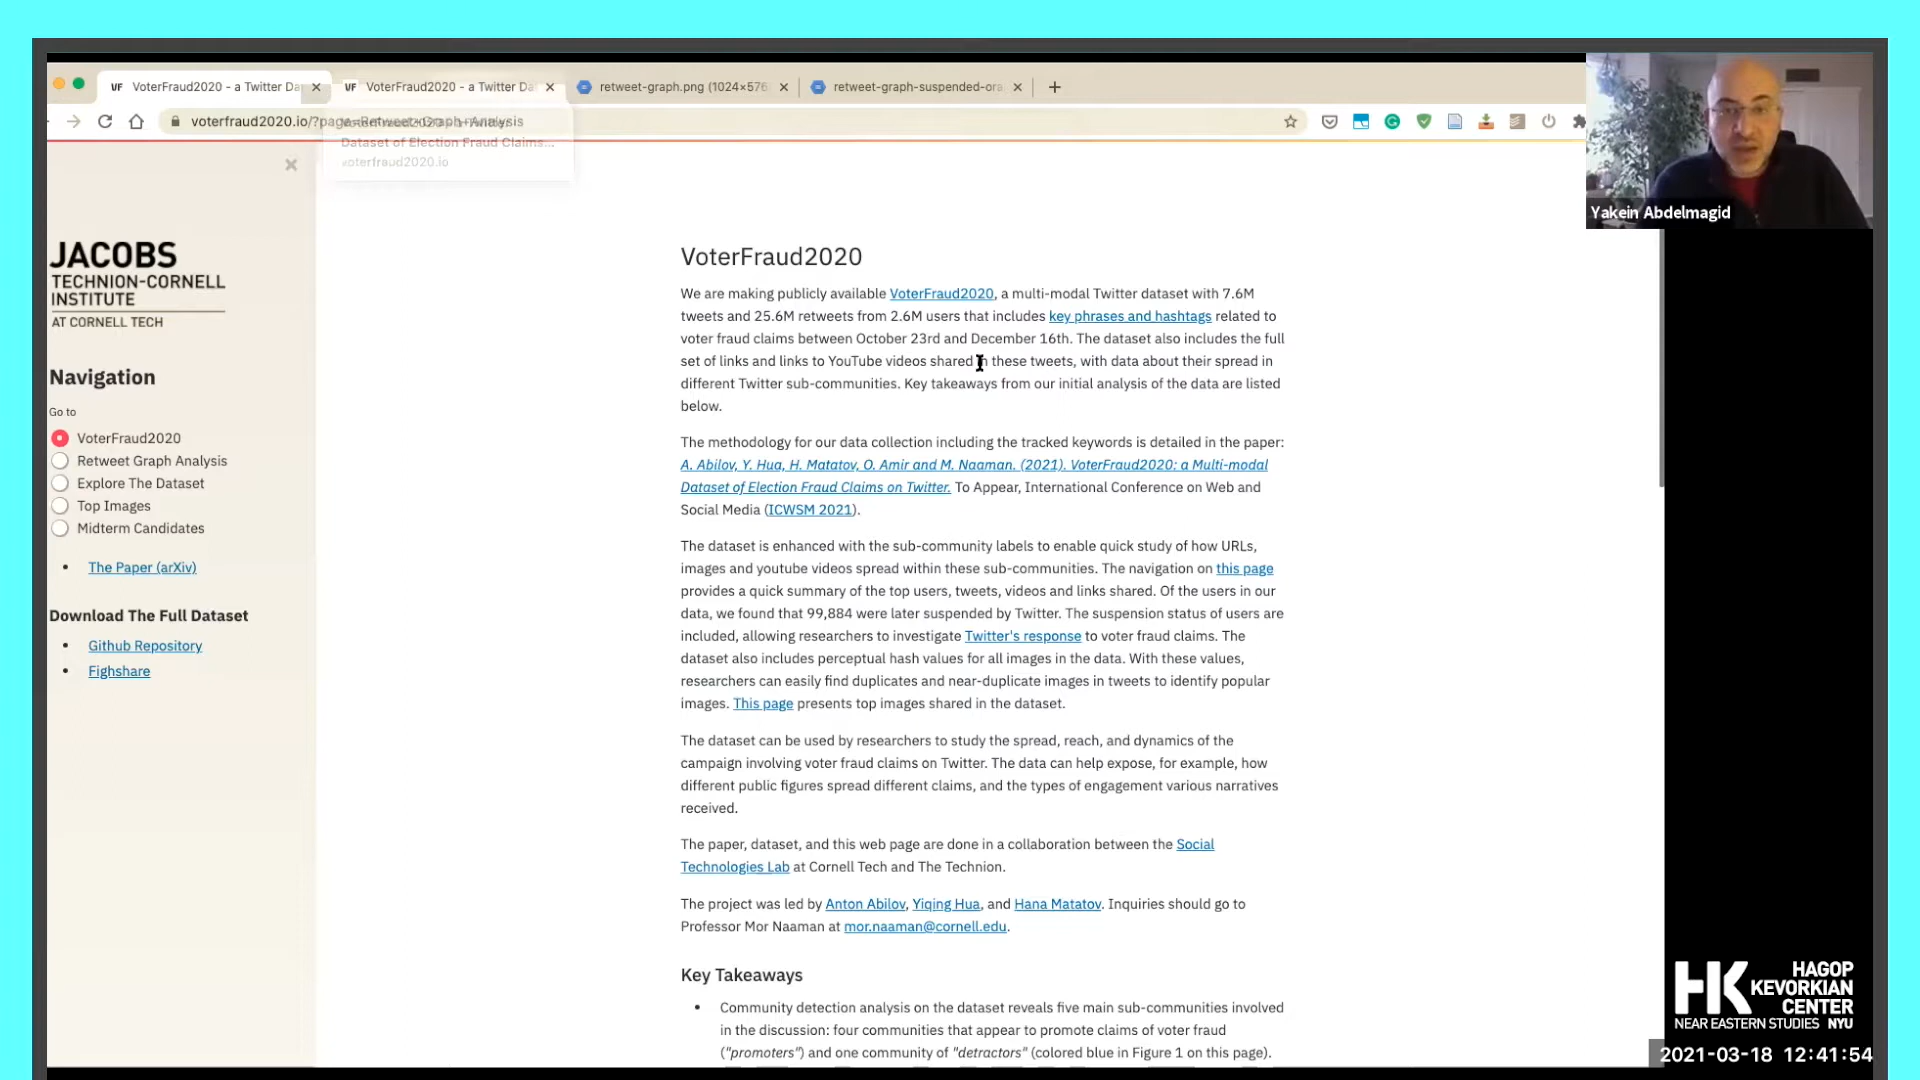 VoterFraud2020 - a Twitter Da
VoterFraud2020 - a Twitter Da
retweet-graph.png (1024×576
retweet-graph-suspended-ora
voterfraud2020.io/?page=Retweet+Graph+Analysis
Dataset of Election Fraud Claims...
voterfraud2020.io
Yakein Abdelmagid
JACOBS
TECHNION-CORNELL
INSTITUTE
AT CORNELL TECH
Navigation
Go to
VoterFraud2020
Retweet Graph Analysis
Explore The Dataset
Top Images
Midterm Candidates
The Paper (arXiv)
Download The Full Dataset
Github Repository
Fighshare
VoterFraud2020
We are making publicly available VoterFraud2020, a multi-modal Twitter dataset with 7.6M
tweets and 25.6M retweets from 2.6M users that includes key phrases and hashtags related to
voter fraud claims between October 23rd and December 16th. The dataset also includes the full
set of links and links to YouTube videos shared in these tweets, with data about their spread in
different Twitter sub-communities. Key takeaways from our initial analysis of the data are listed
below.
The methodology for our data collection including the tracked keywords is detailed in the paper:
A. Abilov, Y. Hua, H. Matatov, O. Amir and M. Naaman. (2021). VoterFraud2020: a Multi-modal
Dataset of Election Fraud Claims on Twitter. To Appear, International Conference on Web and
Social Media (ICWSM 2021).
The dataset is enhanced with the sub-community labels to enable quick study of how URLs,
images and youtube videos spread within these sub-communities. The navigation on this page
provides a quick summary of the top users, tweets, videos and links shared. Of the users in our
data, we found that 99,884 were later suspended by Twitter. The suspension status of users are
included, allowing researchers to investigate Twitter's response to voter fraud claims. The
dataset also includes perceptual hash values for all images in the data. With these values,
researchers can easily find duplicates and near-duplicate images in tweets to identify popular
images. This page presents top images shared in the dataset.
The dataset can be used by researchers to study the spread, reach, and dynamics of the
campaign involving voter fraud claims on Twitter. The data can help expose, for example, how
different public figures spread different claims, and the types of engagement various narratives
received.
The paper, dataset, and this web page are done in a collaboration between the Social
Technologies Lab at Cornell Tech and The Technion.
The project was led by Anton Abilov, Yiqing Hua, and Hana Matatov. Inquiries should go to
Professor Mor Naaman at mor.naaman@cornell.edu.
Key Takeaways
Community detection analysis on the dataset reveals five main sub-communities involved
in the discussion: four communities that appear to promote claims of voter fraud
("promoters") and one community of "detractors" (colored blue in Figure 1 on this page).
HK HAGOP
KEVORKIAN
CENTER
NEAR EASTERN STUDIES NYU
2021-03-18 12:41:54